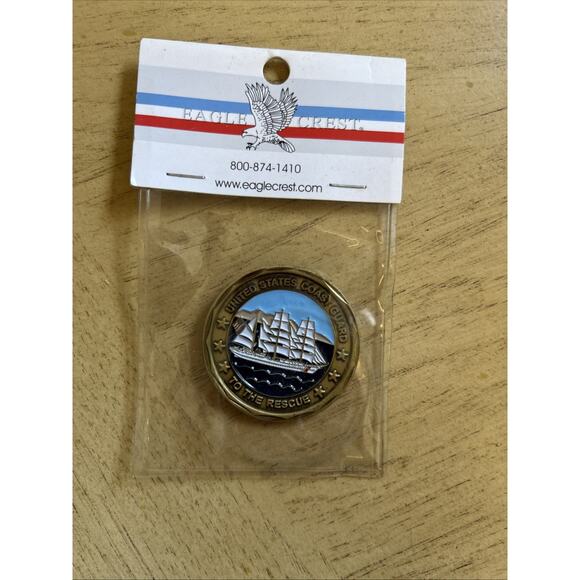 EAGLE CREST®
800-874-1410
www.eaglecrest.com
UNITED STATES COAST GUARD
TO THE RESCUE